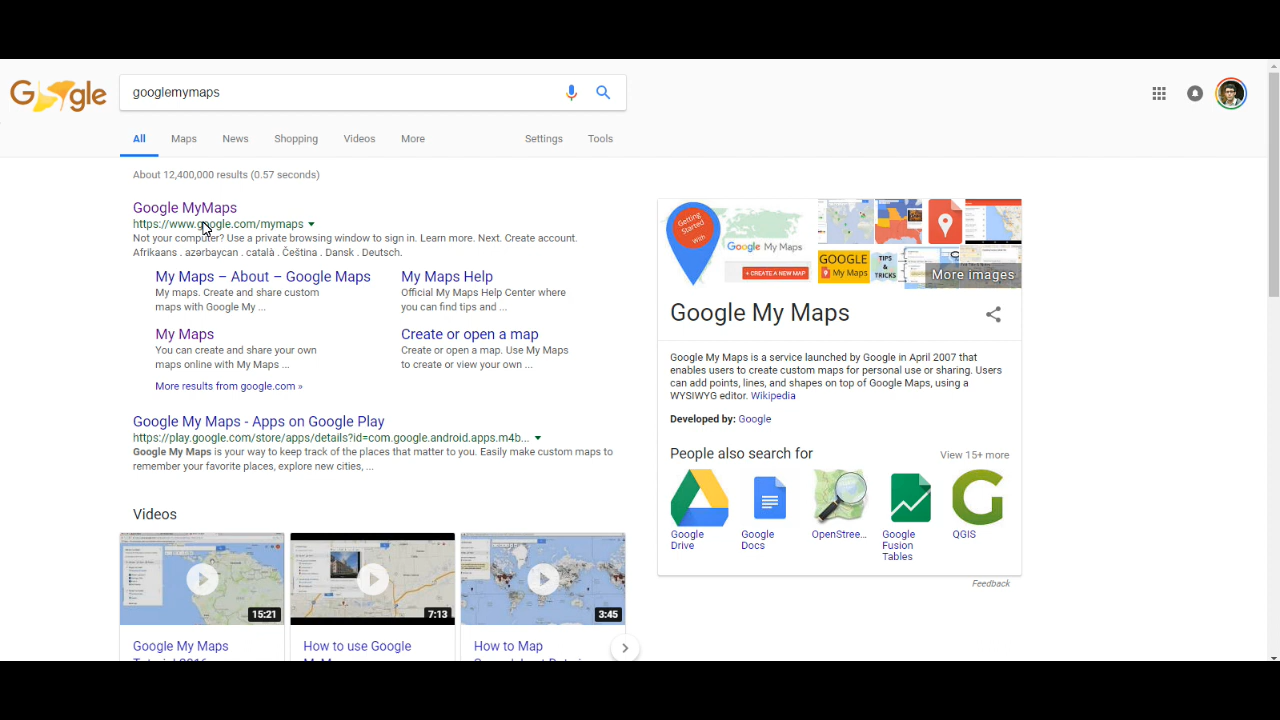 Google
googlemymaps
All Maps News Shopping Videos More Settings Tools
About 12,400,000 results (0.57 seconds)
Google MyMaps
https://www.google.com/mymaps
Not your computer? Use a private browsing window to sign in. Learn more. Next. Create account.
Afrikaans . azərbaycan . català . Čeština . Dansk . Deutsch.
My Maps – About – Google Maps
My maps. Create and share custom
maps with Google My ...
My Maps Help
Official My Maps Help Center where
you can find tips and ...
My Maps
You can create and share your own
maps online with My Maps ...
Create or open a map
Create or open a map. Use My Maps
to create or view your own ...
More results from google.com »
Google My Maps - Apps on Google Play
https://play.google.com/store/apps/details?id=com.google.android.apps.m4b...
Google My Maps is your way to keep track of the places that matter to you. Easily make custom maps to
remember your favorite places, explore new cities, ...
Videos
15:21
7:13
3:45
Google My Maps
How to use Google
How to Map
Getting
Started
with
Google My Maps
+ CREATE A NEW MAP
GOOGLE
My Maps
TIPS
&
TRICKS
More images
Google My Maps
Google My Maps is a service launched by Google in April 2007 that
enables users to create custom maps for personal use or sharing. Users
can add points, lines, and shapes on top of Google Maps, using a
WYSIWYG editor. Wikipedia
Developed by: Google
People also search for
View 15+ more
Google
Drive
Google
Docs
OpenStree...
Google
Fusion
Tables
QGIS
Feedback